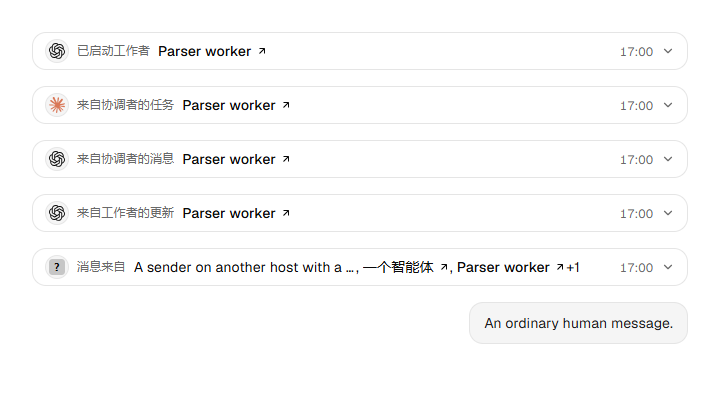 已启动工作者 Parser worker ↗ 17:00
来自协调者的任务 Parser worker ↗ 17:00
来自协调者的消息 Parser worker ↗ 17:00
来自工作者的更新 Parser worker ↗ 17:00
? 消息来自 A sender on another host with a …, 一个智能体 ↗, Parser worker ↗+1 17:00
An ordinary human message.